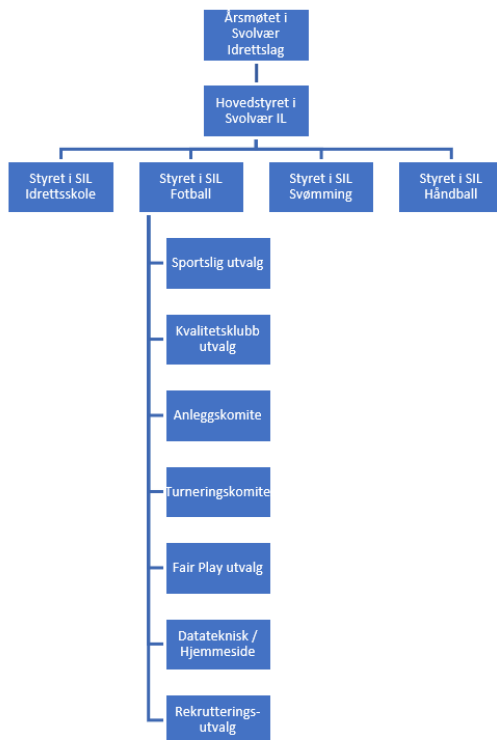 Årsmøtet i
Svolvær
Idrettslag
Hovedstyret i
Svolvær IL
Styret i SIL
Idrettsskole
Styret i SIL
Fotball
Styret i SIL
Svømming
Styret i SIL
Håndball
Sportslig utvalg
Kvalitetsklubb
utvalg
Anleggskomite
Turneringskomite
Fair Play utvalg
Datateknisk /
Hjemmeside
Rekrutterings-
utvalg